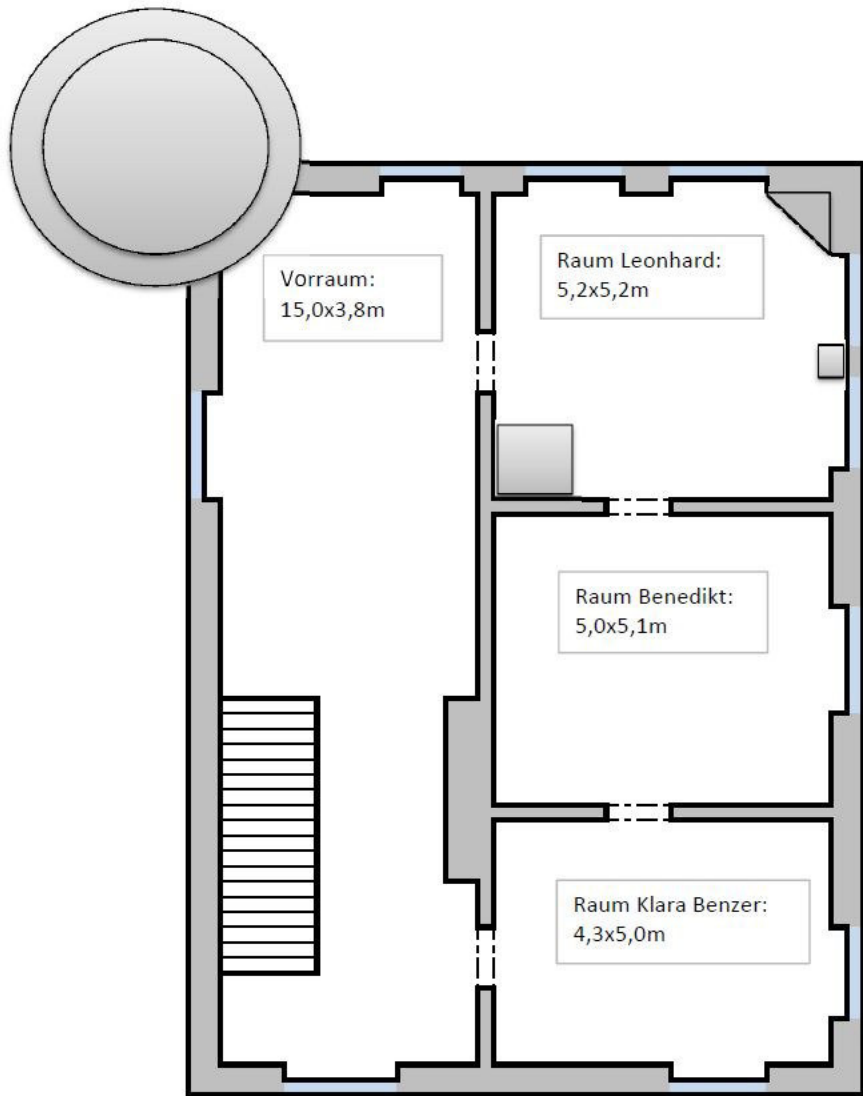 Vorraum:
15,0x3,8m
Raum Leonhard:
5,2x5,2m
Raum Benedikt:
5,0x5,1m
Raum Klara Benzer:
4,3x5,0m